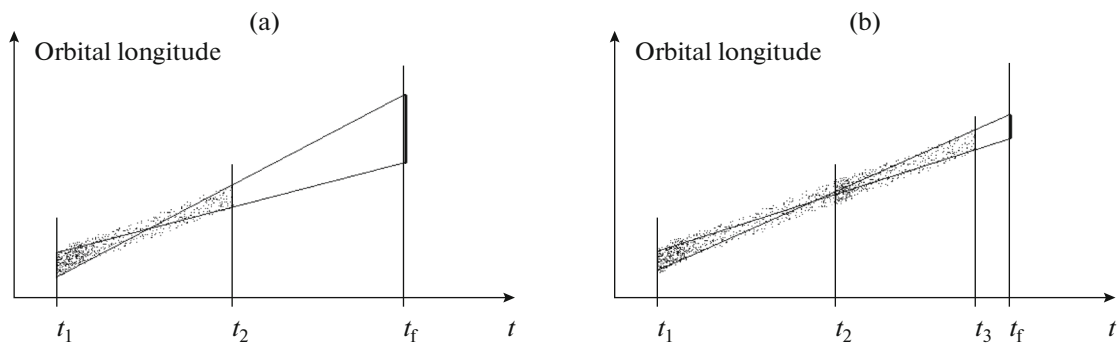 (a)
Orbital longitude
t1 t2 tf t
(b)
Orbital longitude
t1 t2 t3 tf t